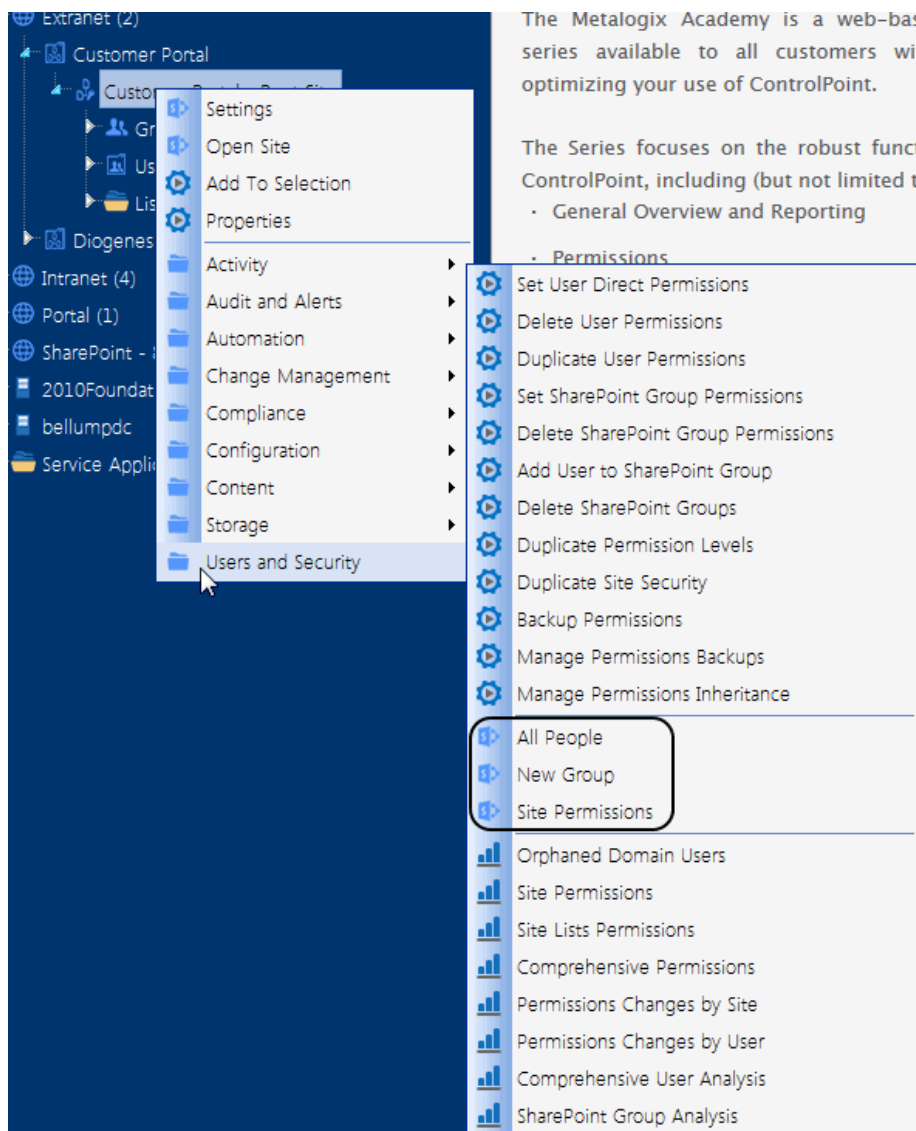 Extranet (2)
Customer Portal
Settings
Open Site
Add To Selection
Properties
Diogenes
Activity
Intranet (4)
Audit and Alerts
Portal (1)
Automation
SharePoint -
Change Management
2010Foundat
Compliance
bellumpdc
Configuration
Service Appli
Content
Storage
Users and Security
The Metalogix Academy is a web-bas
series available to all customers wi
optimizing your use of ControlPoint.
The Series focuses on the robust funct
ControlPoint, including (but not limited t
· General Overview and Reporting
· Permissions
Set User Direct Permissions
Delete User Permissions
Duplicate User Permissions
Set SharePoint Group Permissions
Delete SharePoint Group Permissions
Add User to SharePoint Group
Delete SharePoint Groups
Duplicate Permission Levels
Duplicate Site Security
Backup Permissions
Manage Permissions Backups
Manage Permissions Inheritance
All People
New Group
Site Permissions
Orphaned Domain Users
Site Permissions
Site Lists Permissions
Comprehensive Permissions
Permissions Changes by Site
Permissions Changes by User
Comprehensive User Analysis
SharePoint Group Analysis